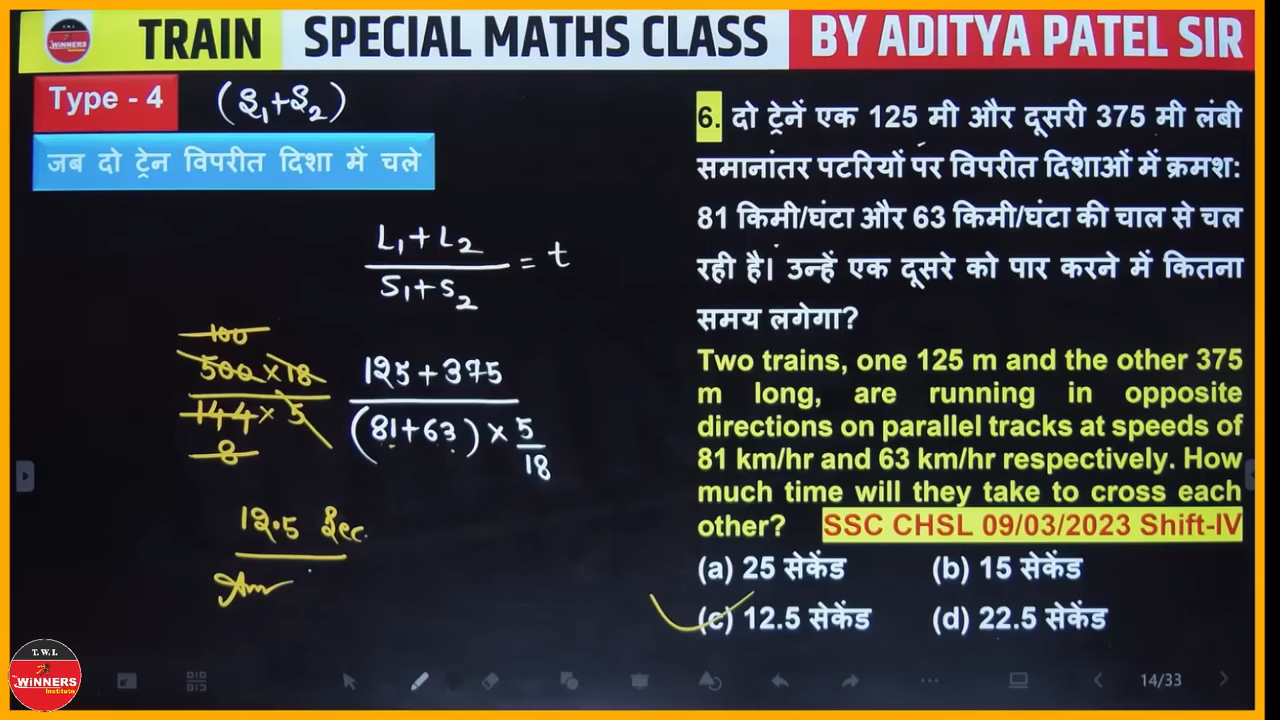 WINNERS
TRAIN SPECIAL MATHS CLASS BY ADITYA PATEL SIR
Type - 4
(S₁+S₂)
जब दो ट्रेन विपरीत दिशा में चले
L₁+L₂
S₁+S₂
= t
100
500 × 18
144 × 5
8
125 + 375
(81+63) × 5
18
12.5 Sec.
Ans
6. दो ट्रेनें एक 125 मी और दूसरी 375 मी लंबी
समानांतर पटरियों पर विपरीत दिशाओं में क्रमश:
81 किमी/घंटा और 63 किमी/घंटा की चाल से चल
रही है। उन्हें एक दूसरे को पार करने में कितना
समय लगेगा?
Two trains, one 125 m and the other 375
m long, are running in opposite
directions on parallel tracks at speeds of
81 km/hr and 63 km/hr respectively. How
much time will they take to cross each
other? SSC CHSL 09/03/2023 Shift-IV
(a) 25 सेकेंड (b) 15 सेकेंड
(c) 12.5 सेकेंड (d) 22.5 सेकेंड
T.W.I.
The WiNNERS
Institute
14/33